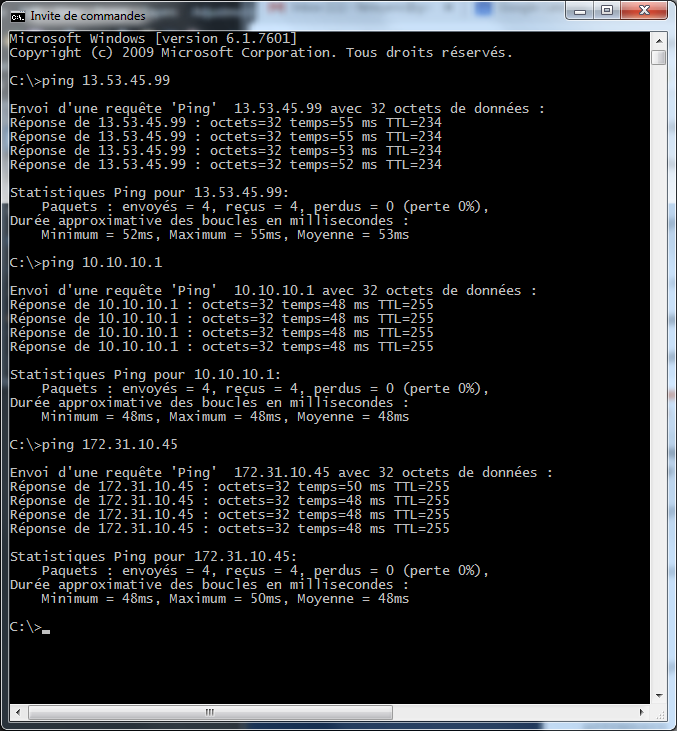 Invite de commandes
Microsoft Windows [version 6.1.7601]
Copyright (c) 2009 Microsoft Corporation. Tous droits réservés.
C:\>ping 13.53.45.99
Envoi d'une requête 'Ping'  13.53.45.99 avec 32 octets de données :
Réponse de 13.53.45.99 : octets=32 temps=55 ms TTL=234
Réponse de 13.53.45.99 : octets=32 temps=55 ms TTL=234
Réponse de 13.53.45.99 : octets=32 temps=53 ms TTL=234
Réponse de 13.53.45.99 : octets=32 temps=52 ms TTL=234
Statistiques Ping pour 13.53.45.99:
    Paquets : envoyés = 4, reçus = 4, perdus = 0 (perte 0%),
Durée approximative des boucles en millisecondes :
    Minimum = 52ms, Maximum = 55ms, Moyenne = 53ms
C:\>ping 10.10.10.1
Envoi d'une requête 'Ping'  10.10.10.1 avec 32 octets de données :
Réponse de 10.10.10.1 : octets=32 temps=48 ms TTL=255
Réponse de 10.10.10.1 : octets=32 temps=48 ms TTL=255
Réponse de 10.10.10.1 : octets=32 temps=48 ms TTL=255
Réponse de 10.10.10.1 : octets=32 temps=48 ms TTL=255
Statistiques Ping pour 10.10.10.1:
    Paquets : envoyés = 4, reçus = 4, perdus = 0 (perte 0%),
Durée approximative des boucles en millisecondes :
    Minimum = 48ms, Maximum = 48ms, Moyenne = 48ms
C:\>ping 172.31.10.45
Envoi d'une requête 'Ping'  172.31.10.45 avec 32 octets de données :
Réponse de 172.31.10.45 : octets=32 temps=50 ms TTL=255
Réponse de 172.31.10.45 : octets=32 temps=48 ms TTL=255
Réponse de 172.31.10.45 : octets=32 temps=48 ms TTL=255
Réponse de 172.31.10.45 : octets=32 temps=48 ms TTL=255
Statistiques Ping pour 172.31.10.45:
    Paquets : envoyés = 4, reçus = 4, perdus = 0 (perte 0%),
Durée approximative des boucles en millisecondes :
    Minimum = 48ms, Maximum = 50ms, Moyenne = 48ms
C:\>